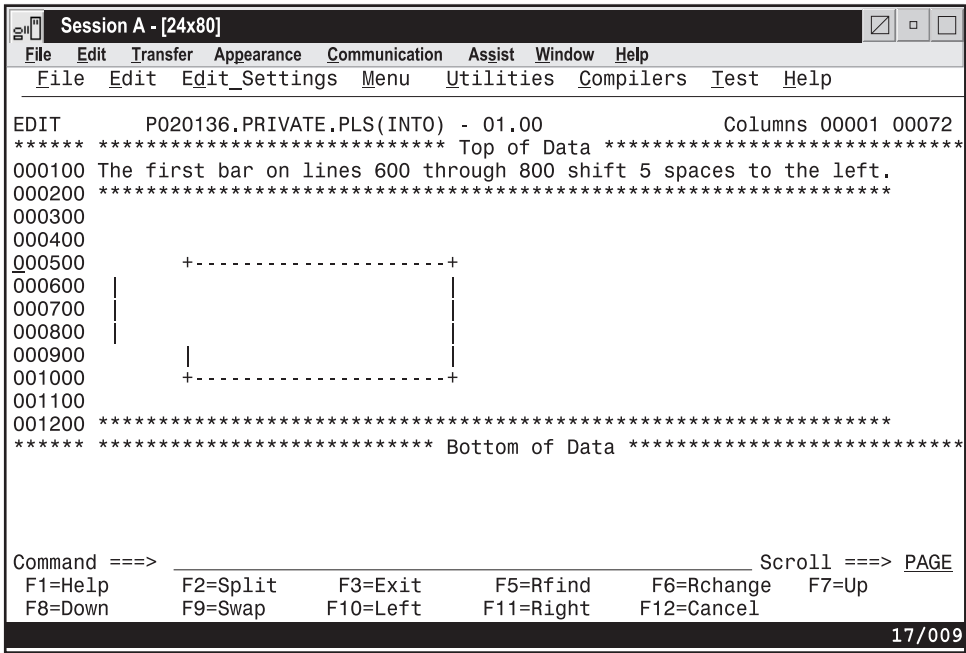 Session A - [24x80]
File Edit Transfer Appearance Communication Assist Window Help
File Edit Edit_Settings Menu Utilities Compilers Test Help
EDIT P020136.PRIVATE.PLS(INTO) - 01.00 Columns 00001 00072
****** ***************************** Top of Data ******************************
000100 The first bar on lines 600 through 800 shift 5 spaces to the left.
000200 ******************************************************************
000300
000400
000500 +---------------------+
000600 | |
000700 | |
000800 | |
000900 | |
001000 +---------------------+
001100
001200 ******************************************************************
****** **************************** Bottom of Data ****************************
Command ===> Scroll ===> PAGE
F1=Help F2=Split F3=Exit F5=Rfind F6=Rchange F7=Up
F8=Down F9=Swap F10=Left F11=Right F12=Cancel
17/009